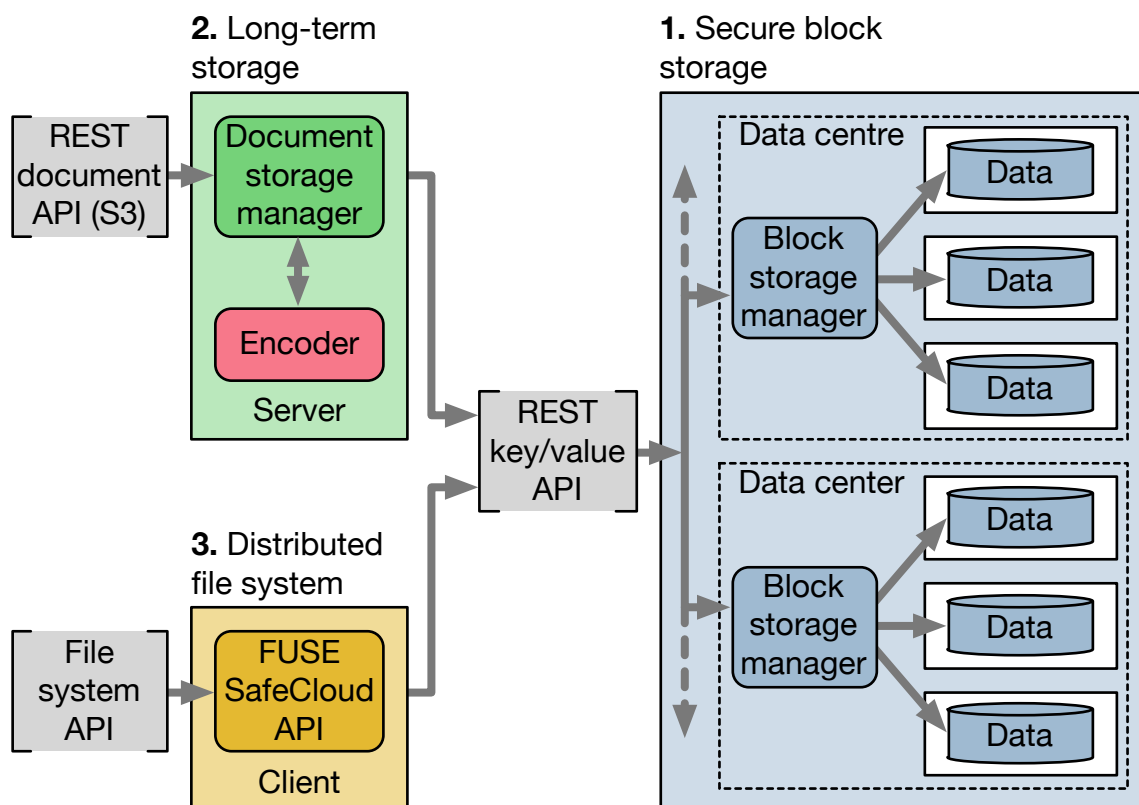 2. Long-term
storage
REST
document
API (S3)
Document
storage
manager
Encoder
Server
3. Distributed
file system
File
system
API
FUSE
SafeCloud
API
Client
REST
key/value
API
1. Secure block
storage
Data centre
Block
storage
manager
Data
Data
Data
Data center
Block
storage
manager
Data
Data
Data